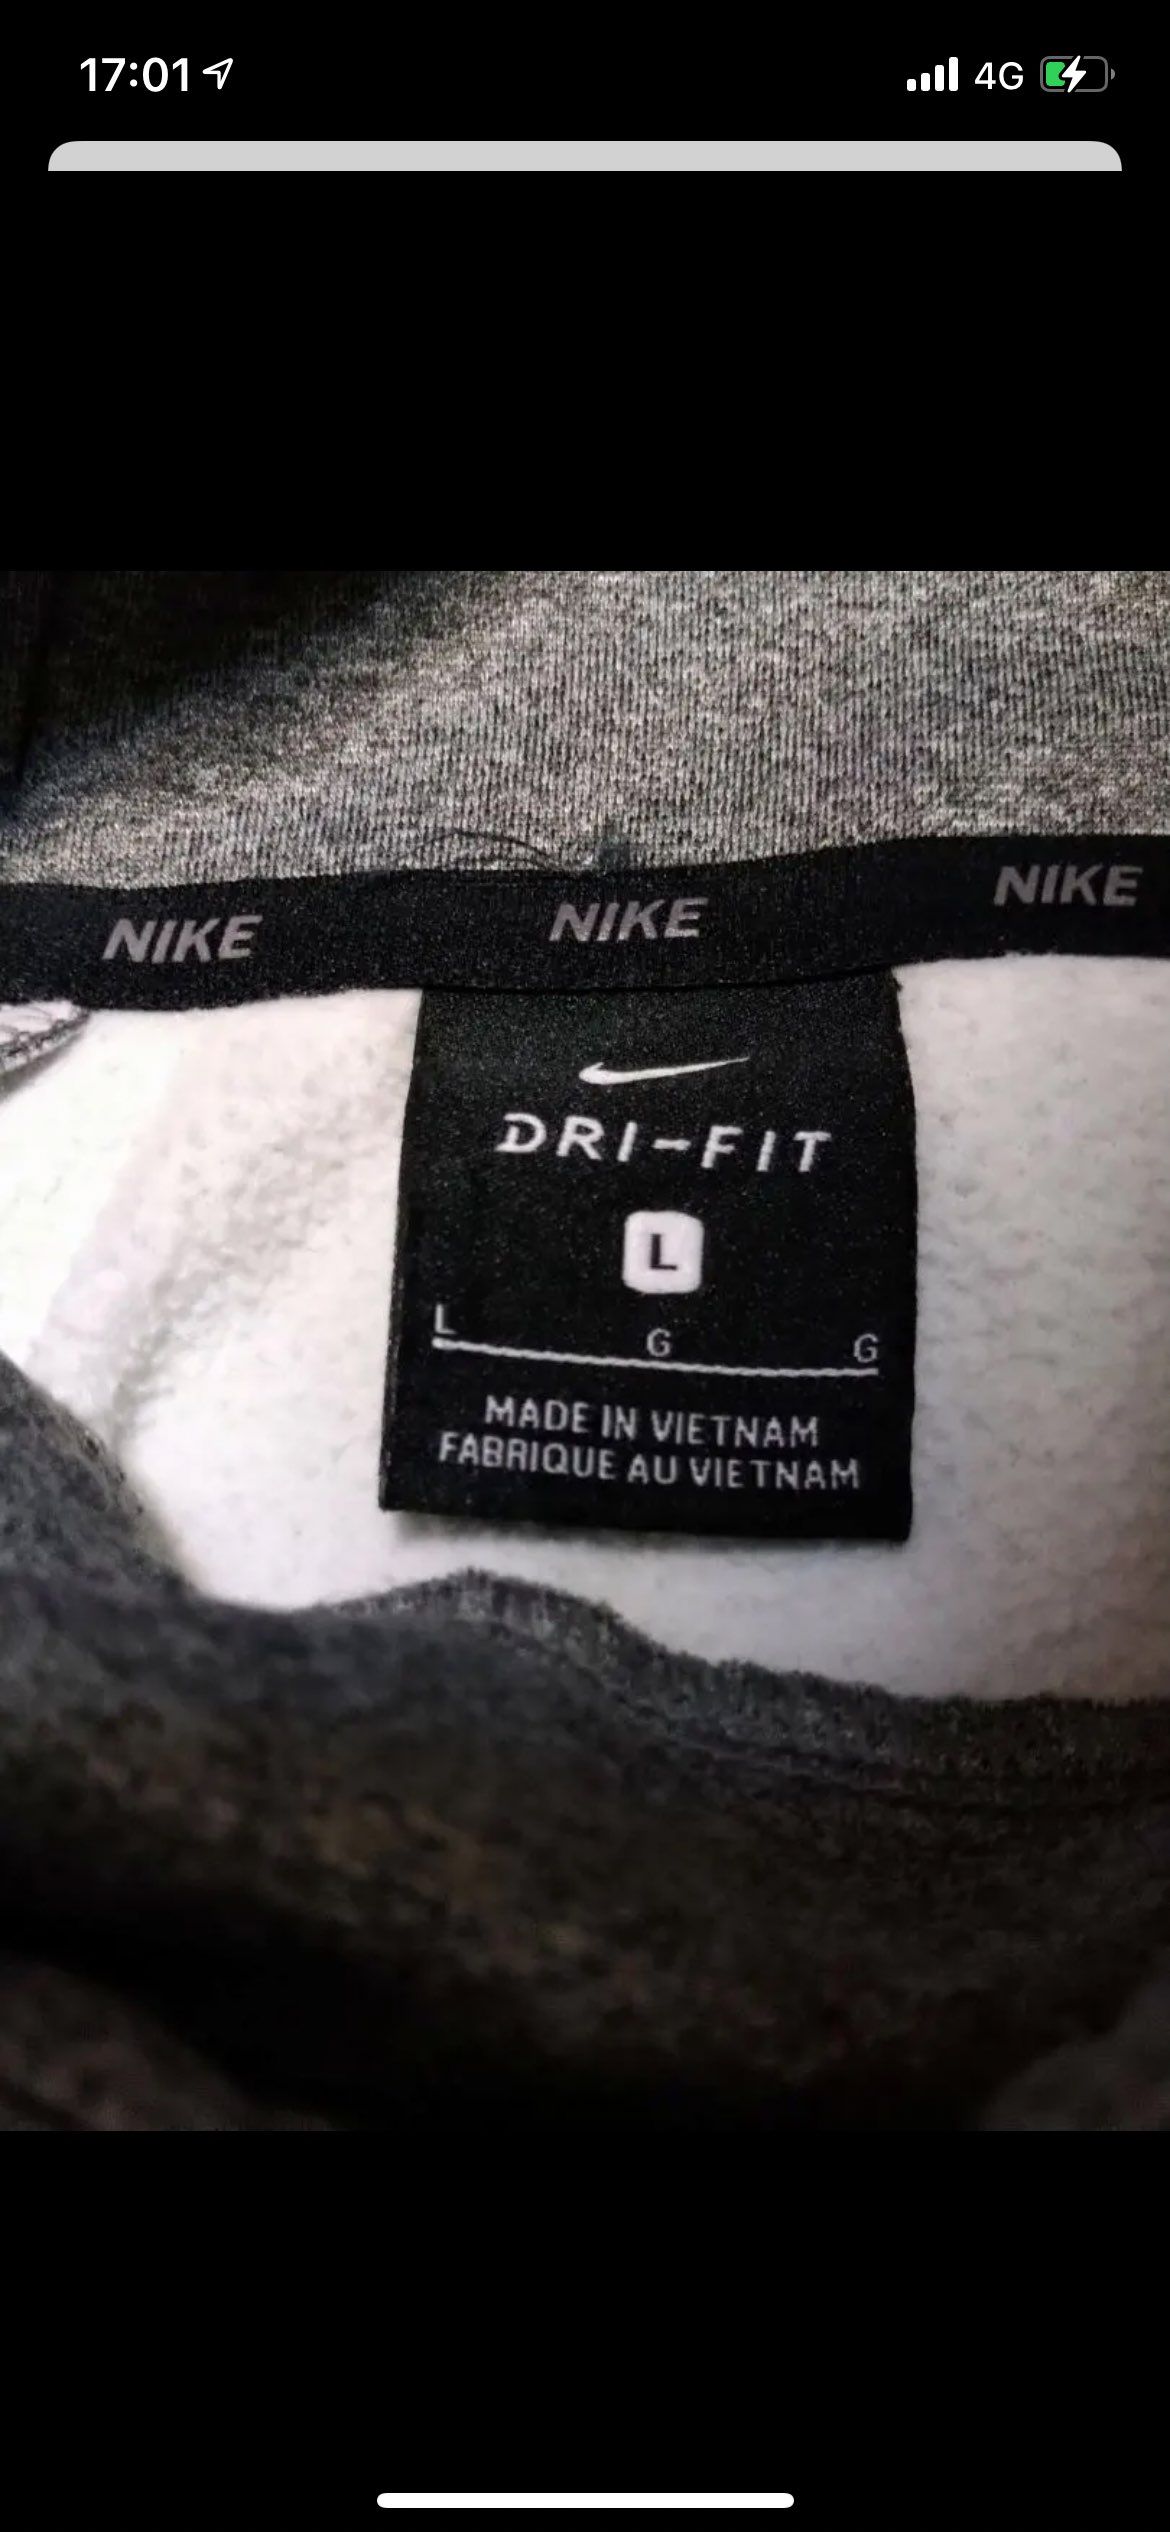 17:01
4G
NIKE NIKE NIKE
DRI-FIT
L
L G G
MADE IN VIETNAM
FABRIQUE AU VIETNAM